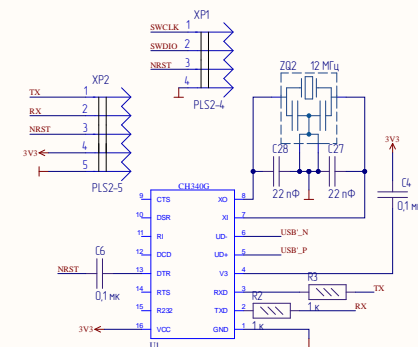 XP1
SWCLK 1
SWDIO 2
NRST 3
4
PLS2-4
XP2
TX 1
RX 2
NRST 3
3V3 4
5
PLS2-5
ZQ2 12 МГц
C28 C27
22 пФ 22 пФ
3V3
C4
0,1 мк
CH340G
9 CTS XO 8
10 DSR XI 7
11 RI UD- 6 USB'_N
12 DCD UD+ 5 USB'_P
13 DTR V3 4
14 RTS RXD 3
15 R232 TXD 2
16 VCC GND 1
C6
NRST
0,1 мк
3V3
R3 TX
1 к
R2 RX
1 к